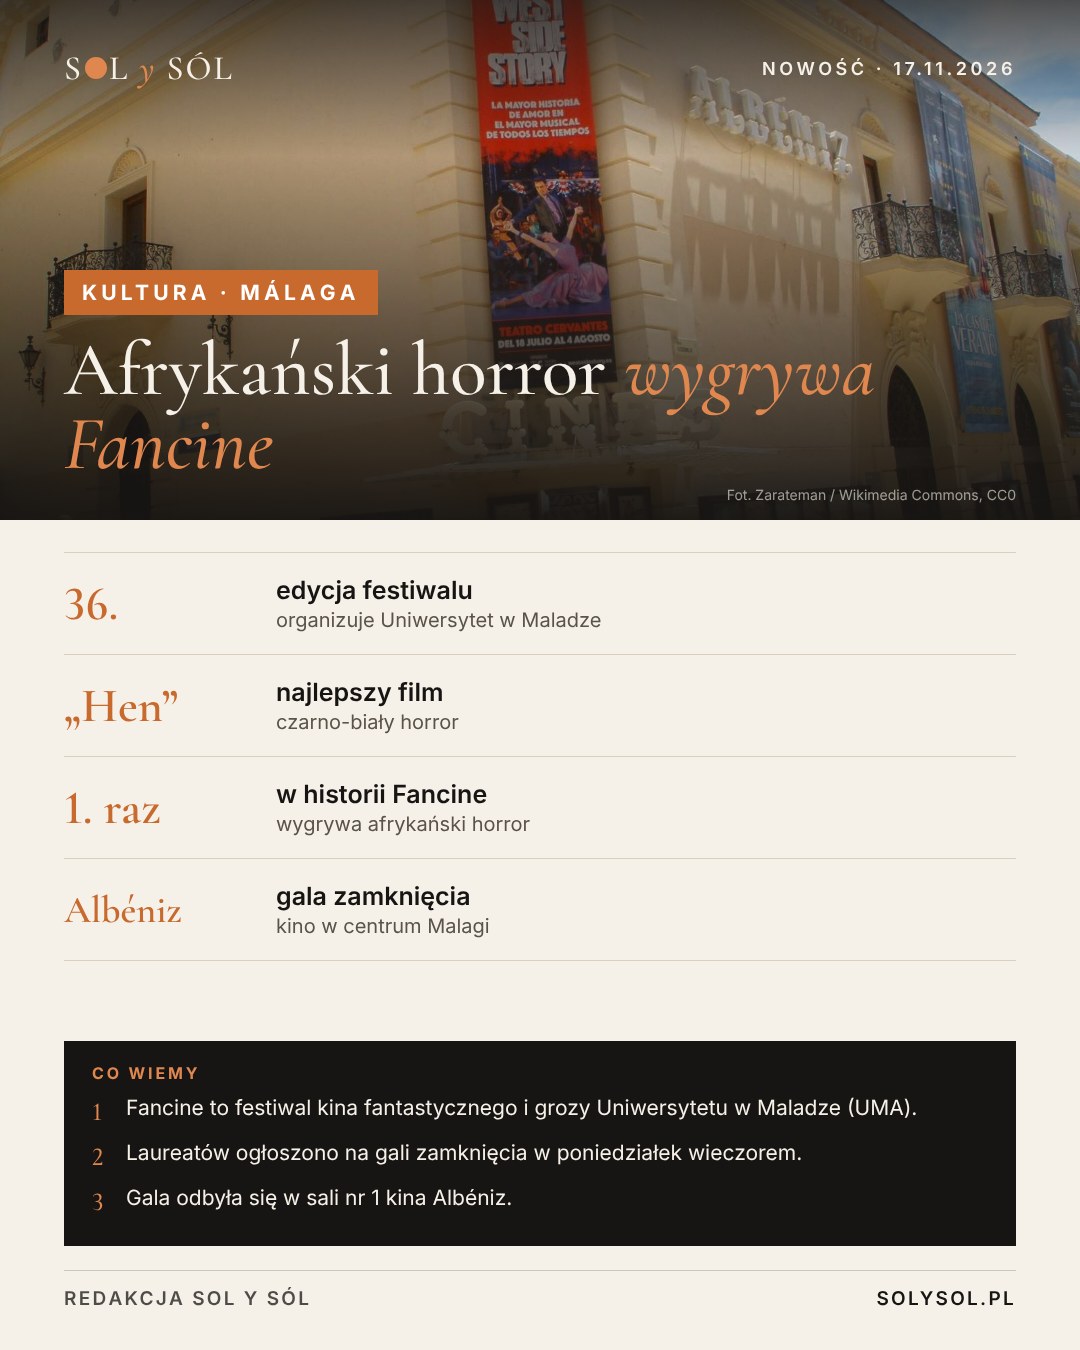 SOL y SÓL
NOWOŚĆ · 17.11.2026
WEST
SIDE
STORY
LA MAYOR HISTORIA
DE AMOR EN
EL MAYOR MUSICAL
DE TODOS LOS TIEMPOS
ALBÉNIZ
TEATRO CERVANTES
DEL 18 JULIO AL 4 AGOSTO
VERANO
CINE
KULTURA · MÁLAGA
Afrykański horror wygrywa
Fancine
Fot. Zarateman / Wikimedia Commons, CC0
36.
edycja festiwalu
organizuje Uniwersytet w Maladze
„Hen”
najlepszy film
czarno-biały horror
1. raz
w historii Fancine
wygrywa afrykański horror
Albéniz
gala zamknięcia
kino w centrum Malagi
CO WIEMY
1 Fancine to festiwal kina fantastycznego i grozy Uniwersytetu w Maladze (UMA).
2 Laureatów ogłoszono na gali zamknięcia w poniedziałek wieczorem.
3 Gala odbyła się w sali nr 1 kina Albéniz.
REDAKCJA SOL Y SÓL
SOLYSOL.PL